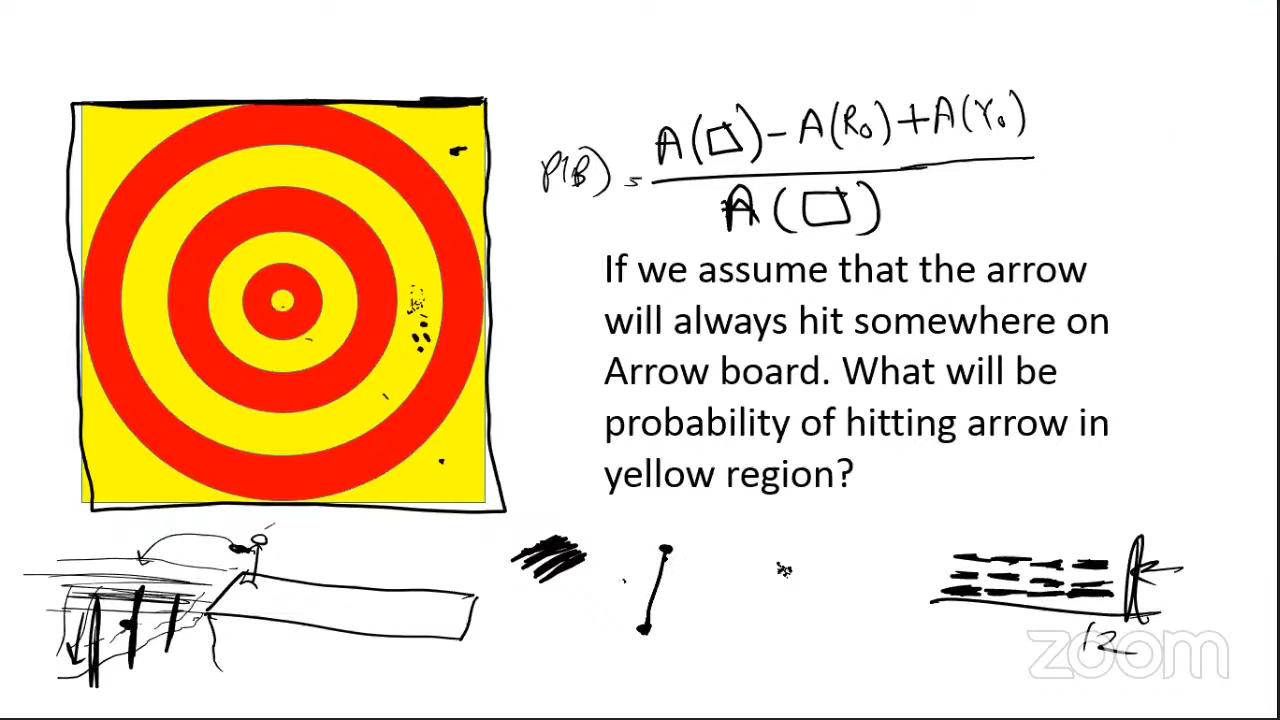 A(□) - A(R₀) + A(Y₀)
P(B) =
A(□)
If we assume that the arrow
will always hit somewhere on
Arrow board. What will be
probability of hitting arrow in
yellow region?
12
zoom